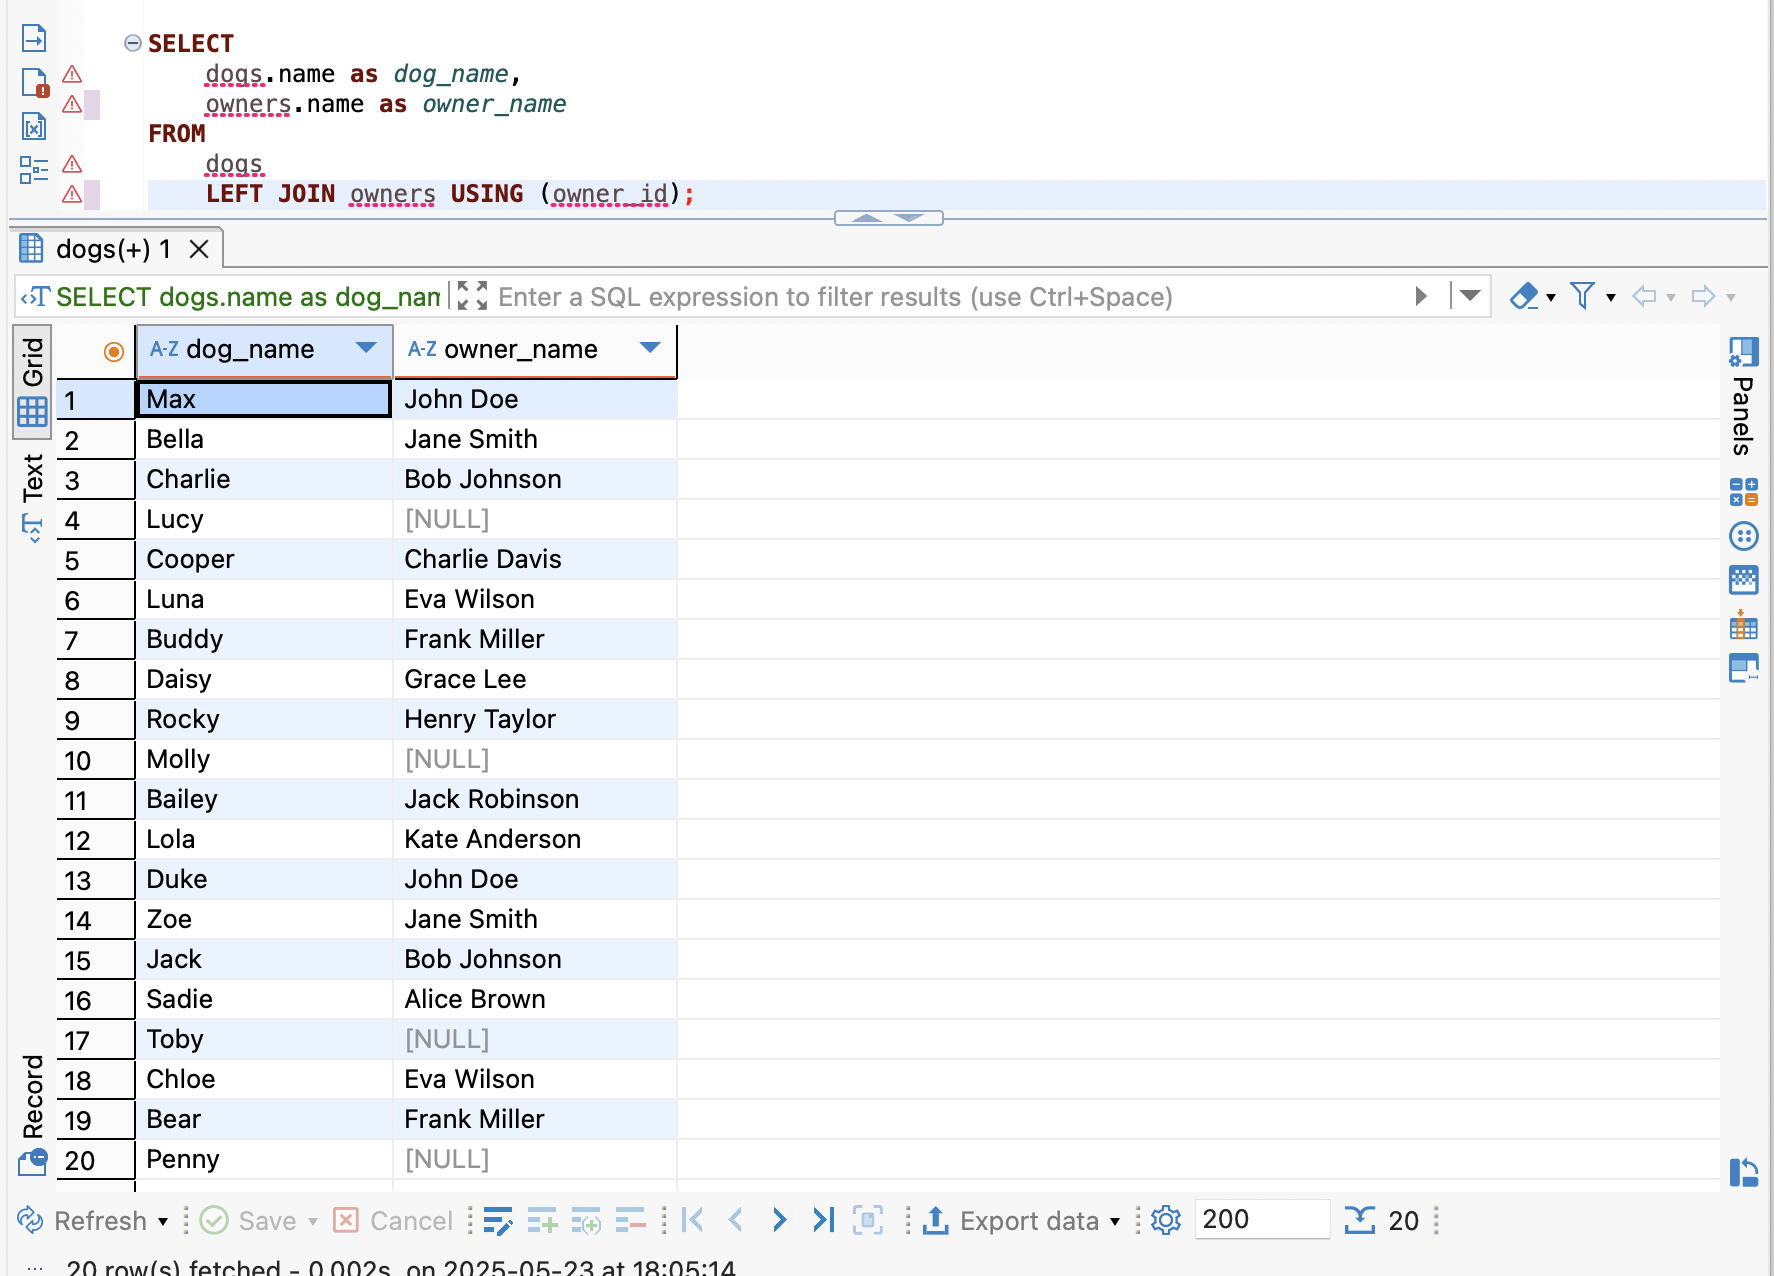 SELECT
dogs.name as dog_name,
owners.name as owner_name
FROM
dogs
LEFT JOIN owners USING (owner_id);
dogs(+) 1
SELECT dogs.name as dog_nam Enter a SQL expression to filter results (use Ctrl+Space)
Grid
Text
Record
Panels
A-Z dog_name A-Z owner_name
1 Max John Doe
2 Bella Jane Smith
3 Charlie Bob Johnson
4 Lucy [NULL]
5 Cooper Charlie Davis
6 Luna Eva Wilson
7 Buddy Frank Miller
8 Daisy Grace Lee
9 Rocky Henry Taylor
10 Molly [NULL]
11 Bailey Jack Robinson
12 Lola Kate Anderson
13 Duke John Doe
14 Zoe Jane Smith
15 Jack Bob Johnson
16 Sadie Alice Brown
17 Toby [NULL]
18 Chloe Eva Wilson
19 Bear Frank Miller
20 Penny [NULL]
Refresh Save Cancel Export data 200 20
... 20 row(s) fetched - 0.002s, on 2025-05-23 at 18:05:14